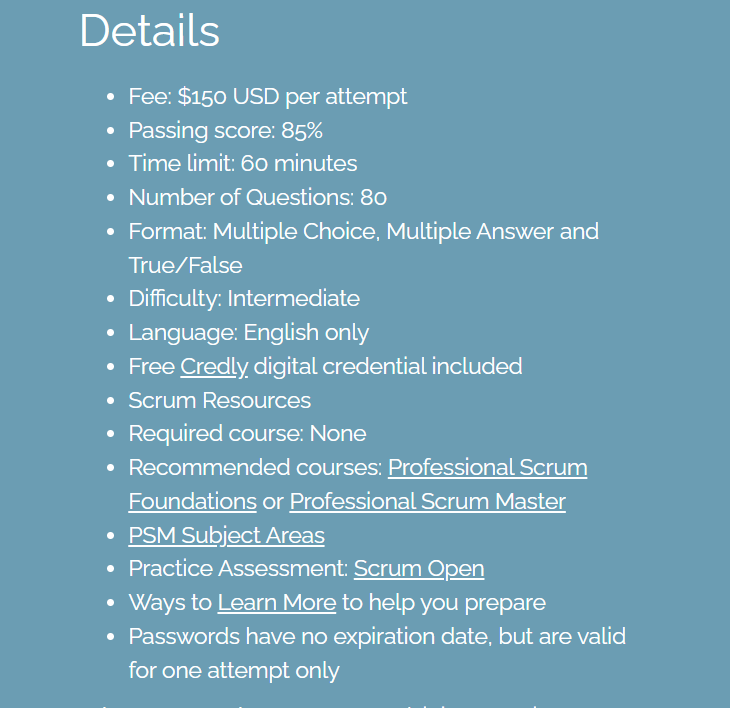 Details
• Fee: $150 USD per attempt
• Passing score: 85%
• Time limit: 60 minutes
• Number of Questions: 80
• Format: Multiple Choice, Multiple Answer and
True/False
• Difficulty: Intermediate
• Language: English only
• Free Credly digital credential included
• Scrum Resources
• Required course: None
• Recommended courses: Professional Scrum
Foundations or Professional Scrum Master
• PSM Subject Areas
• Practice Assessment: Scrum Open
• Ways to Learn More to help you prepare
• Passwords have no expiration date, but are valid
for one attempt only